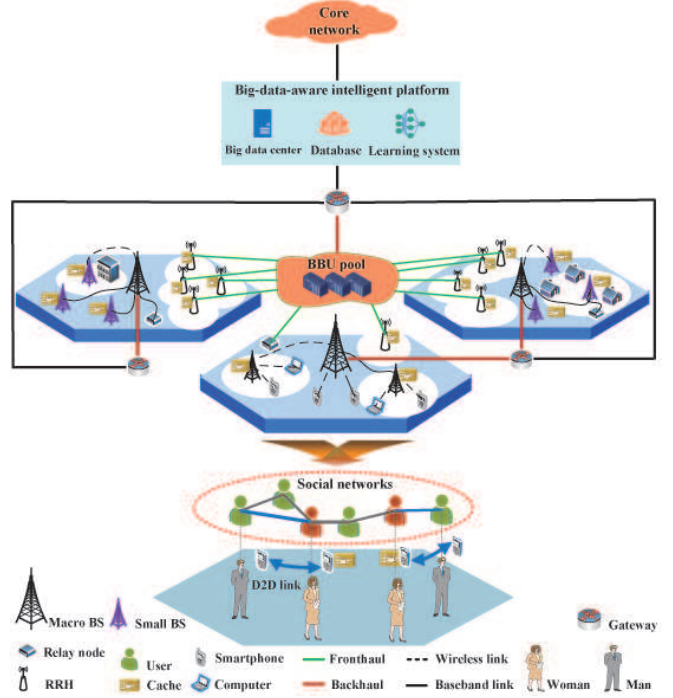 Core
network
Big-data-aware intelligent platform
Big data center
Database
Learning system
BBU pool
Social networks
D2D link
Macro BS
Small BS
Gateway
Relay node
User
Smartphone
Fronthaul
Wireless link
RRH
Cache
Computer
Backhaul
Baseband link
Woman
Man